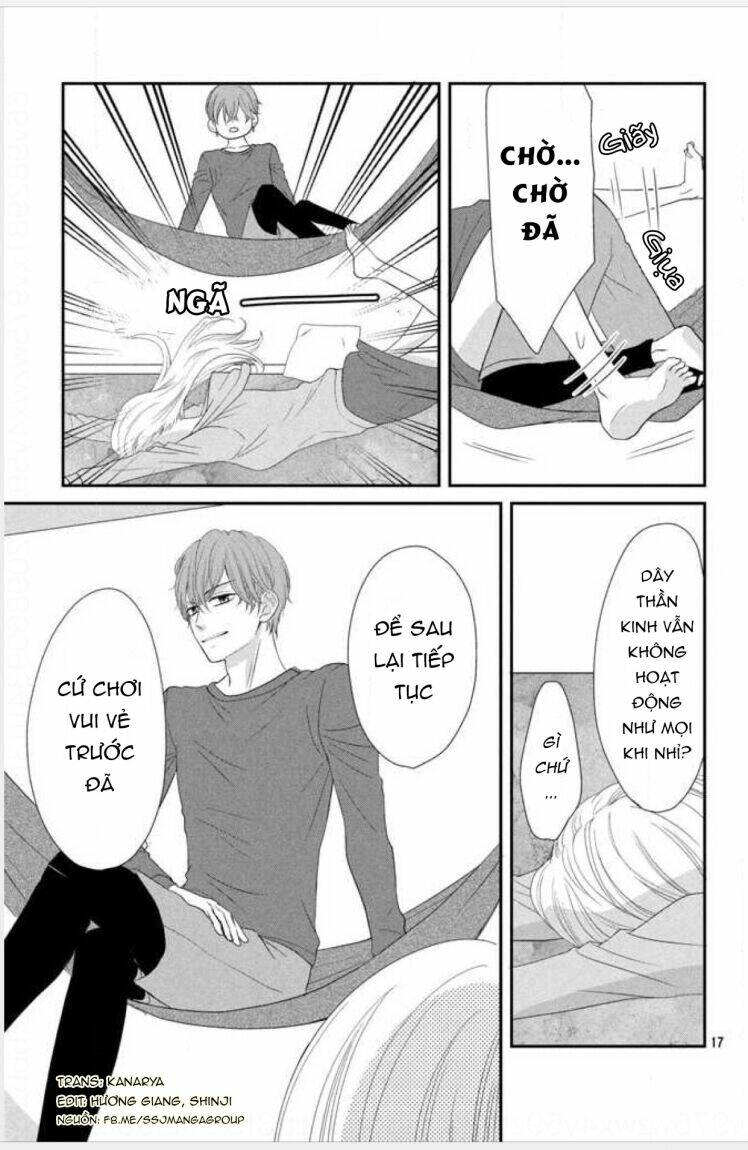 CHỜ...
CHỜ
ĐÃ
Giãy
Giụa
NGÃ
DÂY
THẦN
KINH VẪN
KHÔNG
HOẠT
ĐỘNG
NHƯ MỌI
KHI NHỈ?
GÌ
CHỨ
...
ĐỂ SAU
LẠI TIẾP
TỤC
CỨ CHƠI
VUI VẺ
TRƯỚC
ĐÃ
17
TRANS: KANARYA
EDIT: HƯƠNG GIANG, SHINJI
NGUỒN: FB.ME/SSJMANGAGROUP